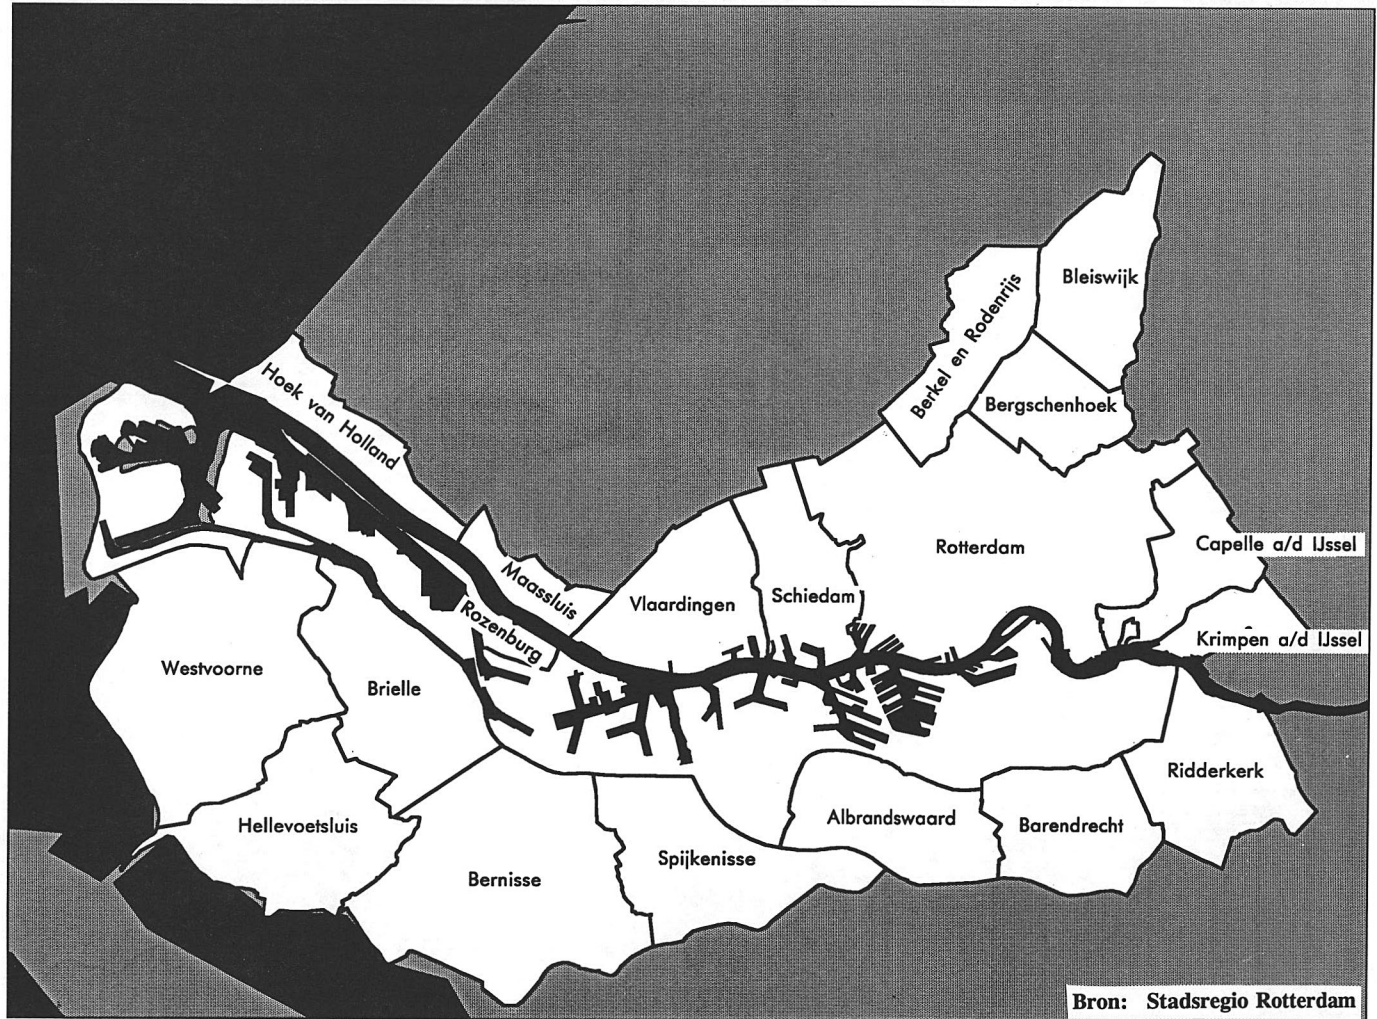 Bleiswijk
Berkel en Rodenrijs
Bergschenhoek
Hoek van Holland
Capelle a/d IJssel
Rotterdam
Maassluis
Schiedam
Vlaardingen
Rozenburg
Krimpen a/d IJssel
Westvoorne
Brielle
Ridderkerk
Albrandswaard
Barendrecht
Hellevoetsluis
Spijkenisse
Bernisse
Bron: Stadsregio Rotterdam